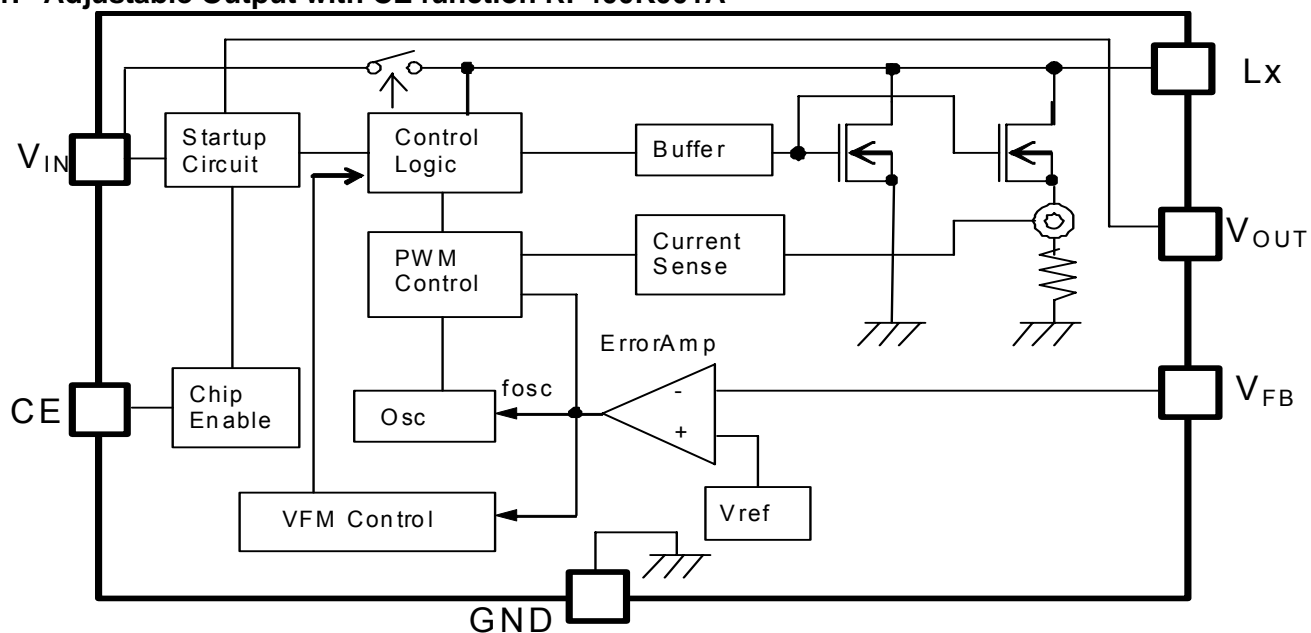 Adjustable Output with CE function
Lx
Startup
Circuit
Control
Logic
Buffer
VIN
VOUT
PWM
Control
Current
Sense
ErrorAmp
Chip
Enable
CE
fosc
Osc
-
+
VFB
VFM Control
Vref
GND